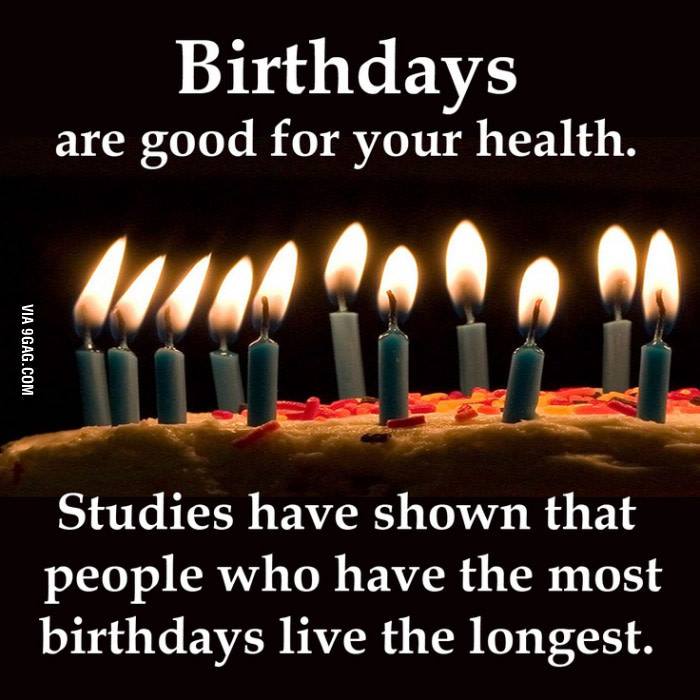 Birthdays
are good for your health.
VIA 9GAG.COM
Studies have shown that
people who have the most
birthdays live the longest.